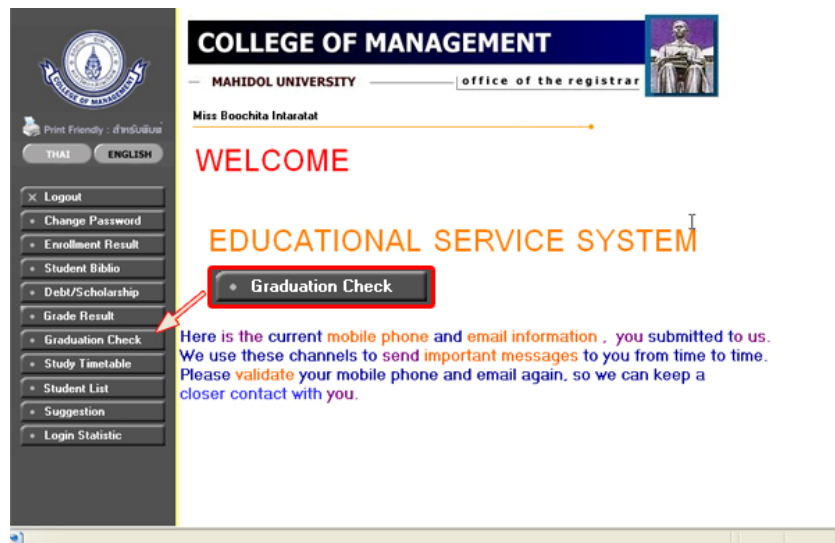 COLLEGE OF MANAGEMENT
MAHIDOL UNIVERSITY
office of the registrar
COLLEGE OF MANAGEMENT
Miss Boochita Intaratat
Print Friendly : สำหรับพิมพ์
THAI
ENGLISH
WELCOME
EDUCATIONAL SERVICE SYSTEM
Graduation Check
Logout
Change Password
Enrollment Result
Student Biblio
Debt/Scholarship
Grade Result
Graduation Check
Study Timetable
Student List
Suggestion
Login Statistic
Here is the current mobile phone and email information , you submitted to us.
We use these channels to send important messages to you from time to time.
Please validate your mobile phone and email again, so we can keep a
closer contact with you.